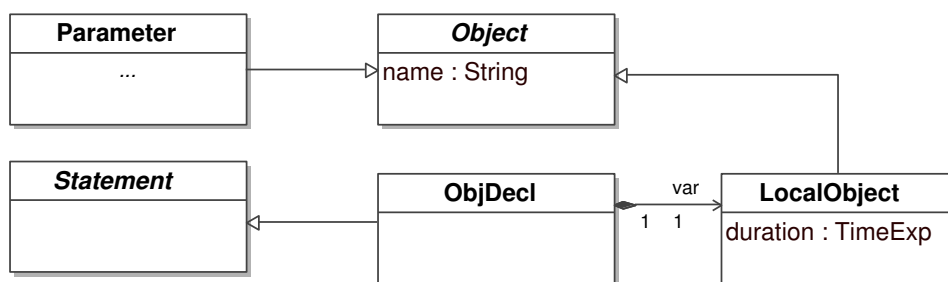 Parameter
...
Object
name : String
Statement
ObjDecl
var
1 1
LocalObject
duration : TimeExp